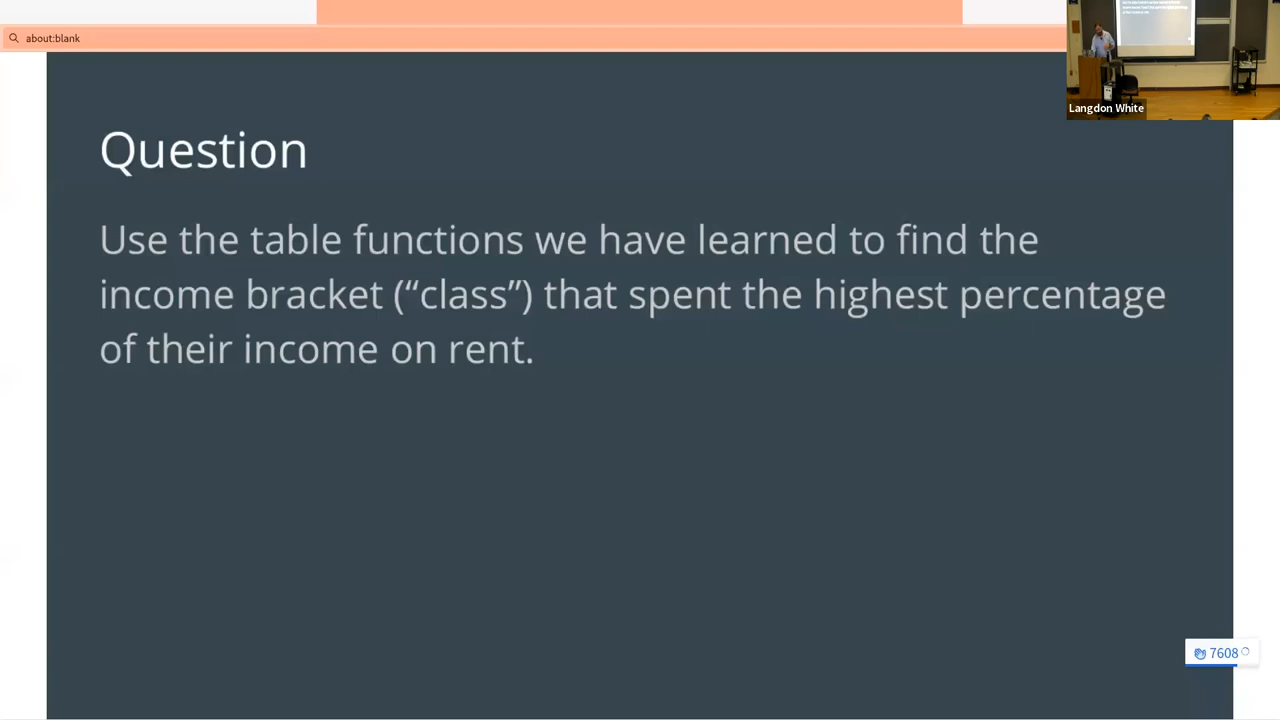 about:blank
Langdon White
Question
Use the table functions we have learned to find the
income bracket (“class”) that spent the highest percentage
of their income on rent.
7608